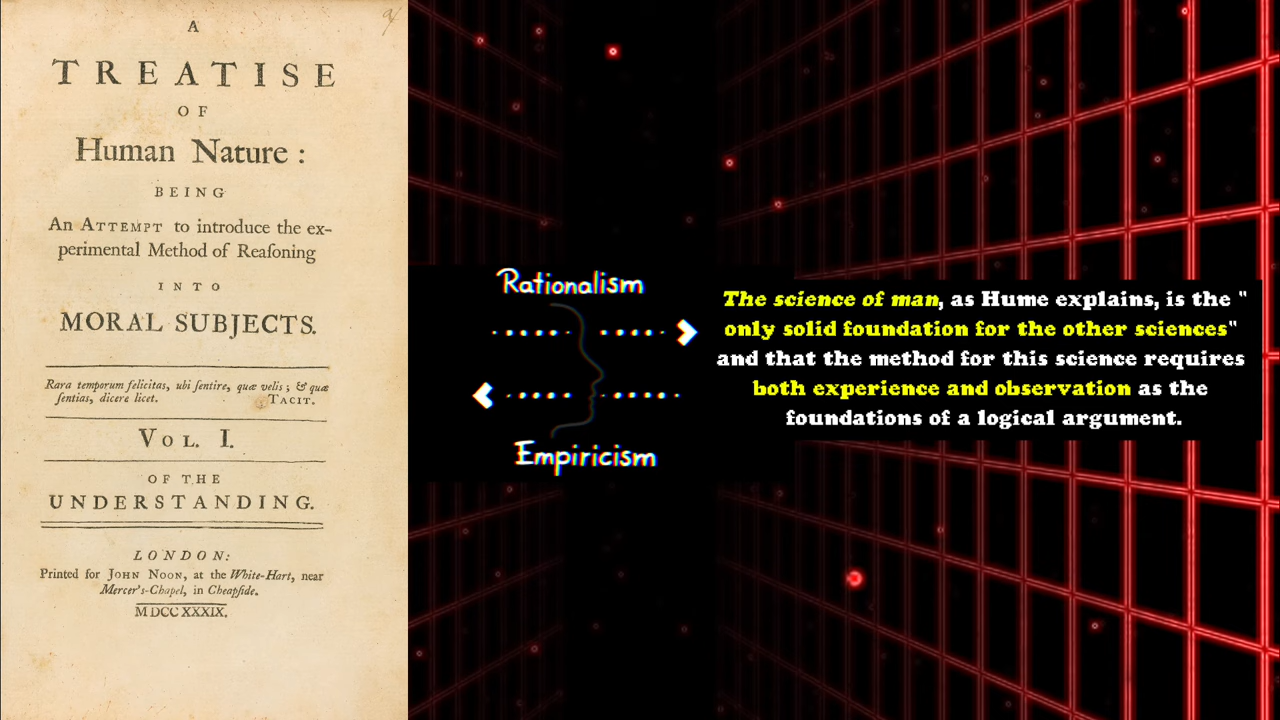 A
TREATISE
OF
Human Nature :
BEING
An ATTEMPT to introduce the ex-
perimental Method of Reaſoning
INTO
MORAL SUBJECTS.
Rara temporum felicitas, ubi ſentire, quæ velis ; & quæ
ſentias, dicere licet. TACIT.
VOL. I.
OF THE
UNDERSTANDING.
LONDON:
Printed for JOHN NOON, at the White-Hart, near
Mercer's-Chapel, in Cheapſide.
MDCCXXXIX.
Rationalism
Empiricism
The science of man, as Hume explains, is the "
only solid foundation for the other sciences"
and that the method for this science requires
both experience and observation as the
foundations of a logical argument.